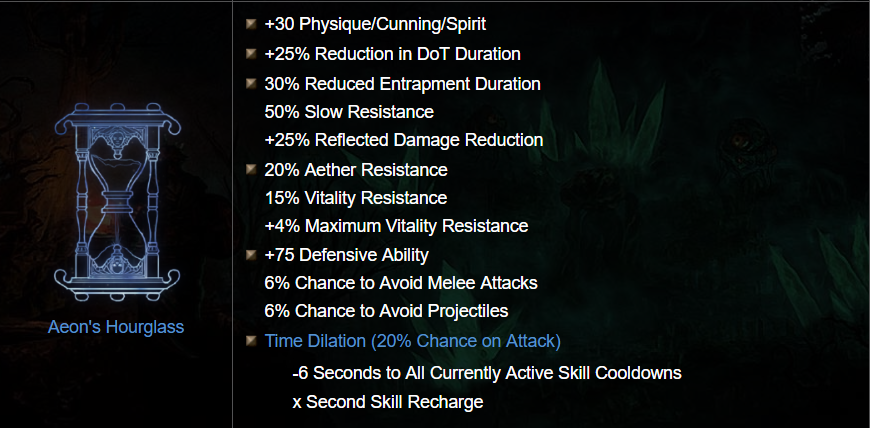 +30 Physique/Cunning/Spirit
+25% Reduction in DoT Duration
30% Reduced Entrapment Duration
50% Slow Resistance
+25% Reflected Damage Reduction
20% Aether Resistance
15% Vitality Resistance
+4% Maximum Vitality Resistance
+75 Defensive Ability
6% Chance to Avoid Melee Attacks
6% Chance to Avoid Projectiles
Aeon's Hourglass
Time Dilation (20% Chance on Attack)
-6 Seconds to All Currently Active Skill Cooldowns
x Second Skill Recharge